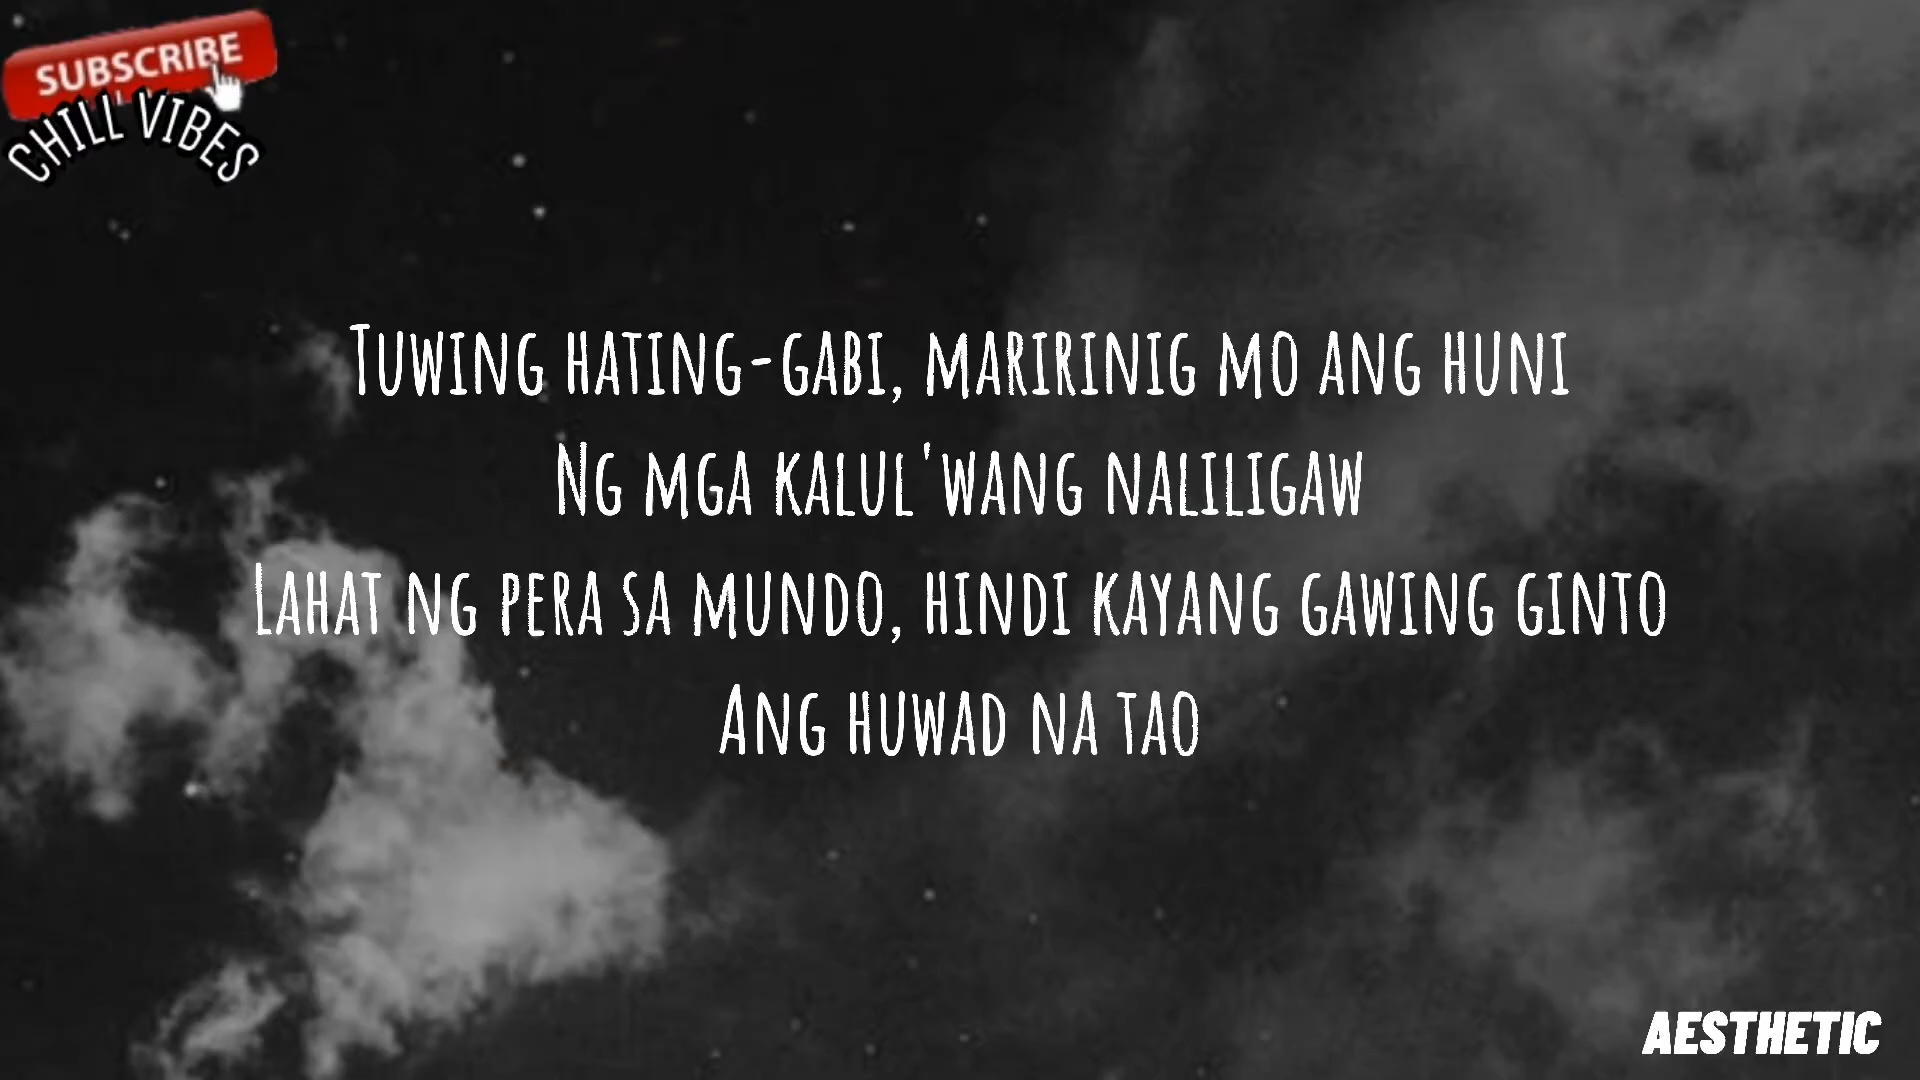 SUBSCRIBE
CHILL VIBES
Tuwing hating-gabi, maririnig mo ang huni
Ng mga kalul'wang naliligaw
Lahat ng pera sa mundo, hindi kayang gawing ginto
Ang huwad na tao
AESTHETIC